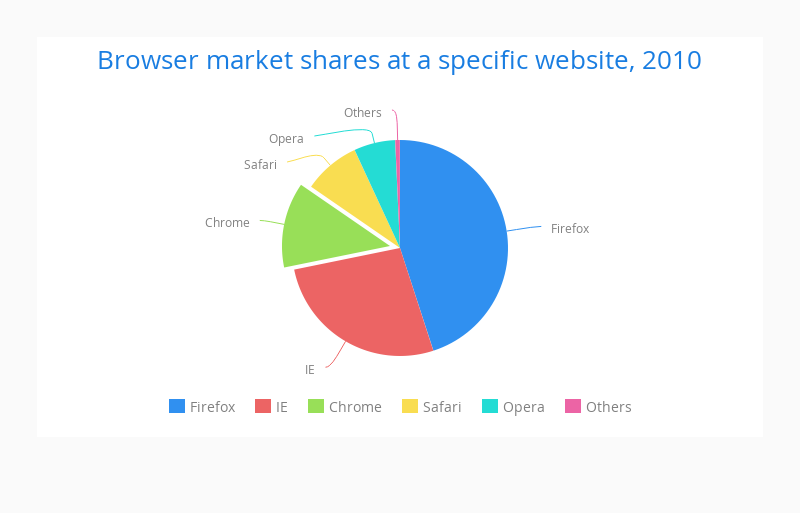 Browser market shares at a specific website, 2010
Others
Opera
Safari
Chrome
Firefox
IE
Firefox IE Chrome Safari Opera Others